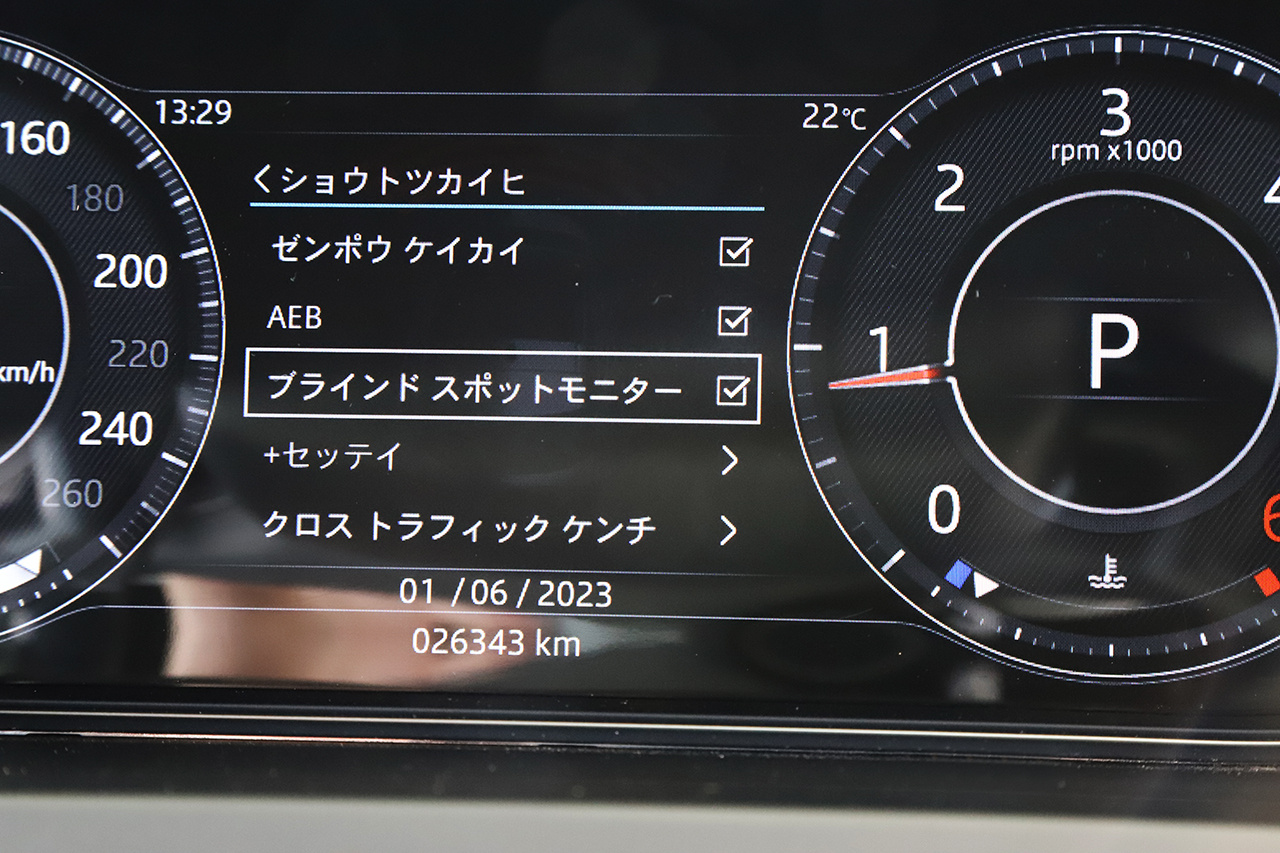 13:29
22°C
160
180
200
220
km/h
240
260
ショウトツカイヒ
ゼンポウ ケイカイ
AEB
ブラインド スポットモニター
+セッテイ
クロス トラフィック ケンチ
01 /06 / 2023
026343 km
3
rpm x1000
2
4
1
P
0
6